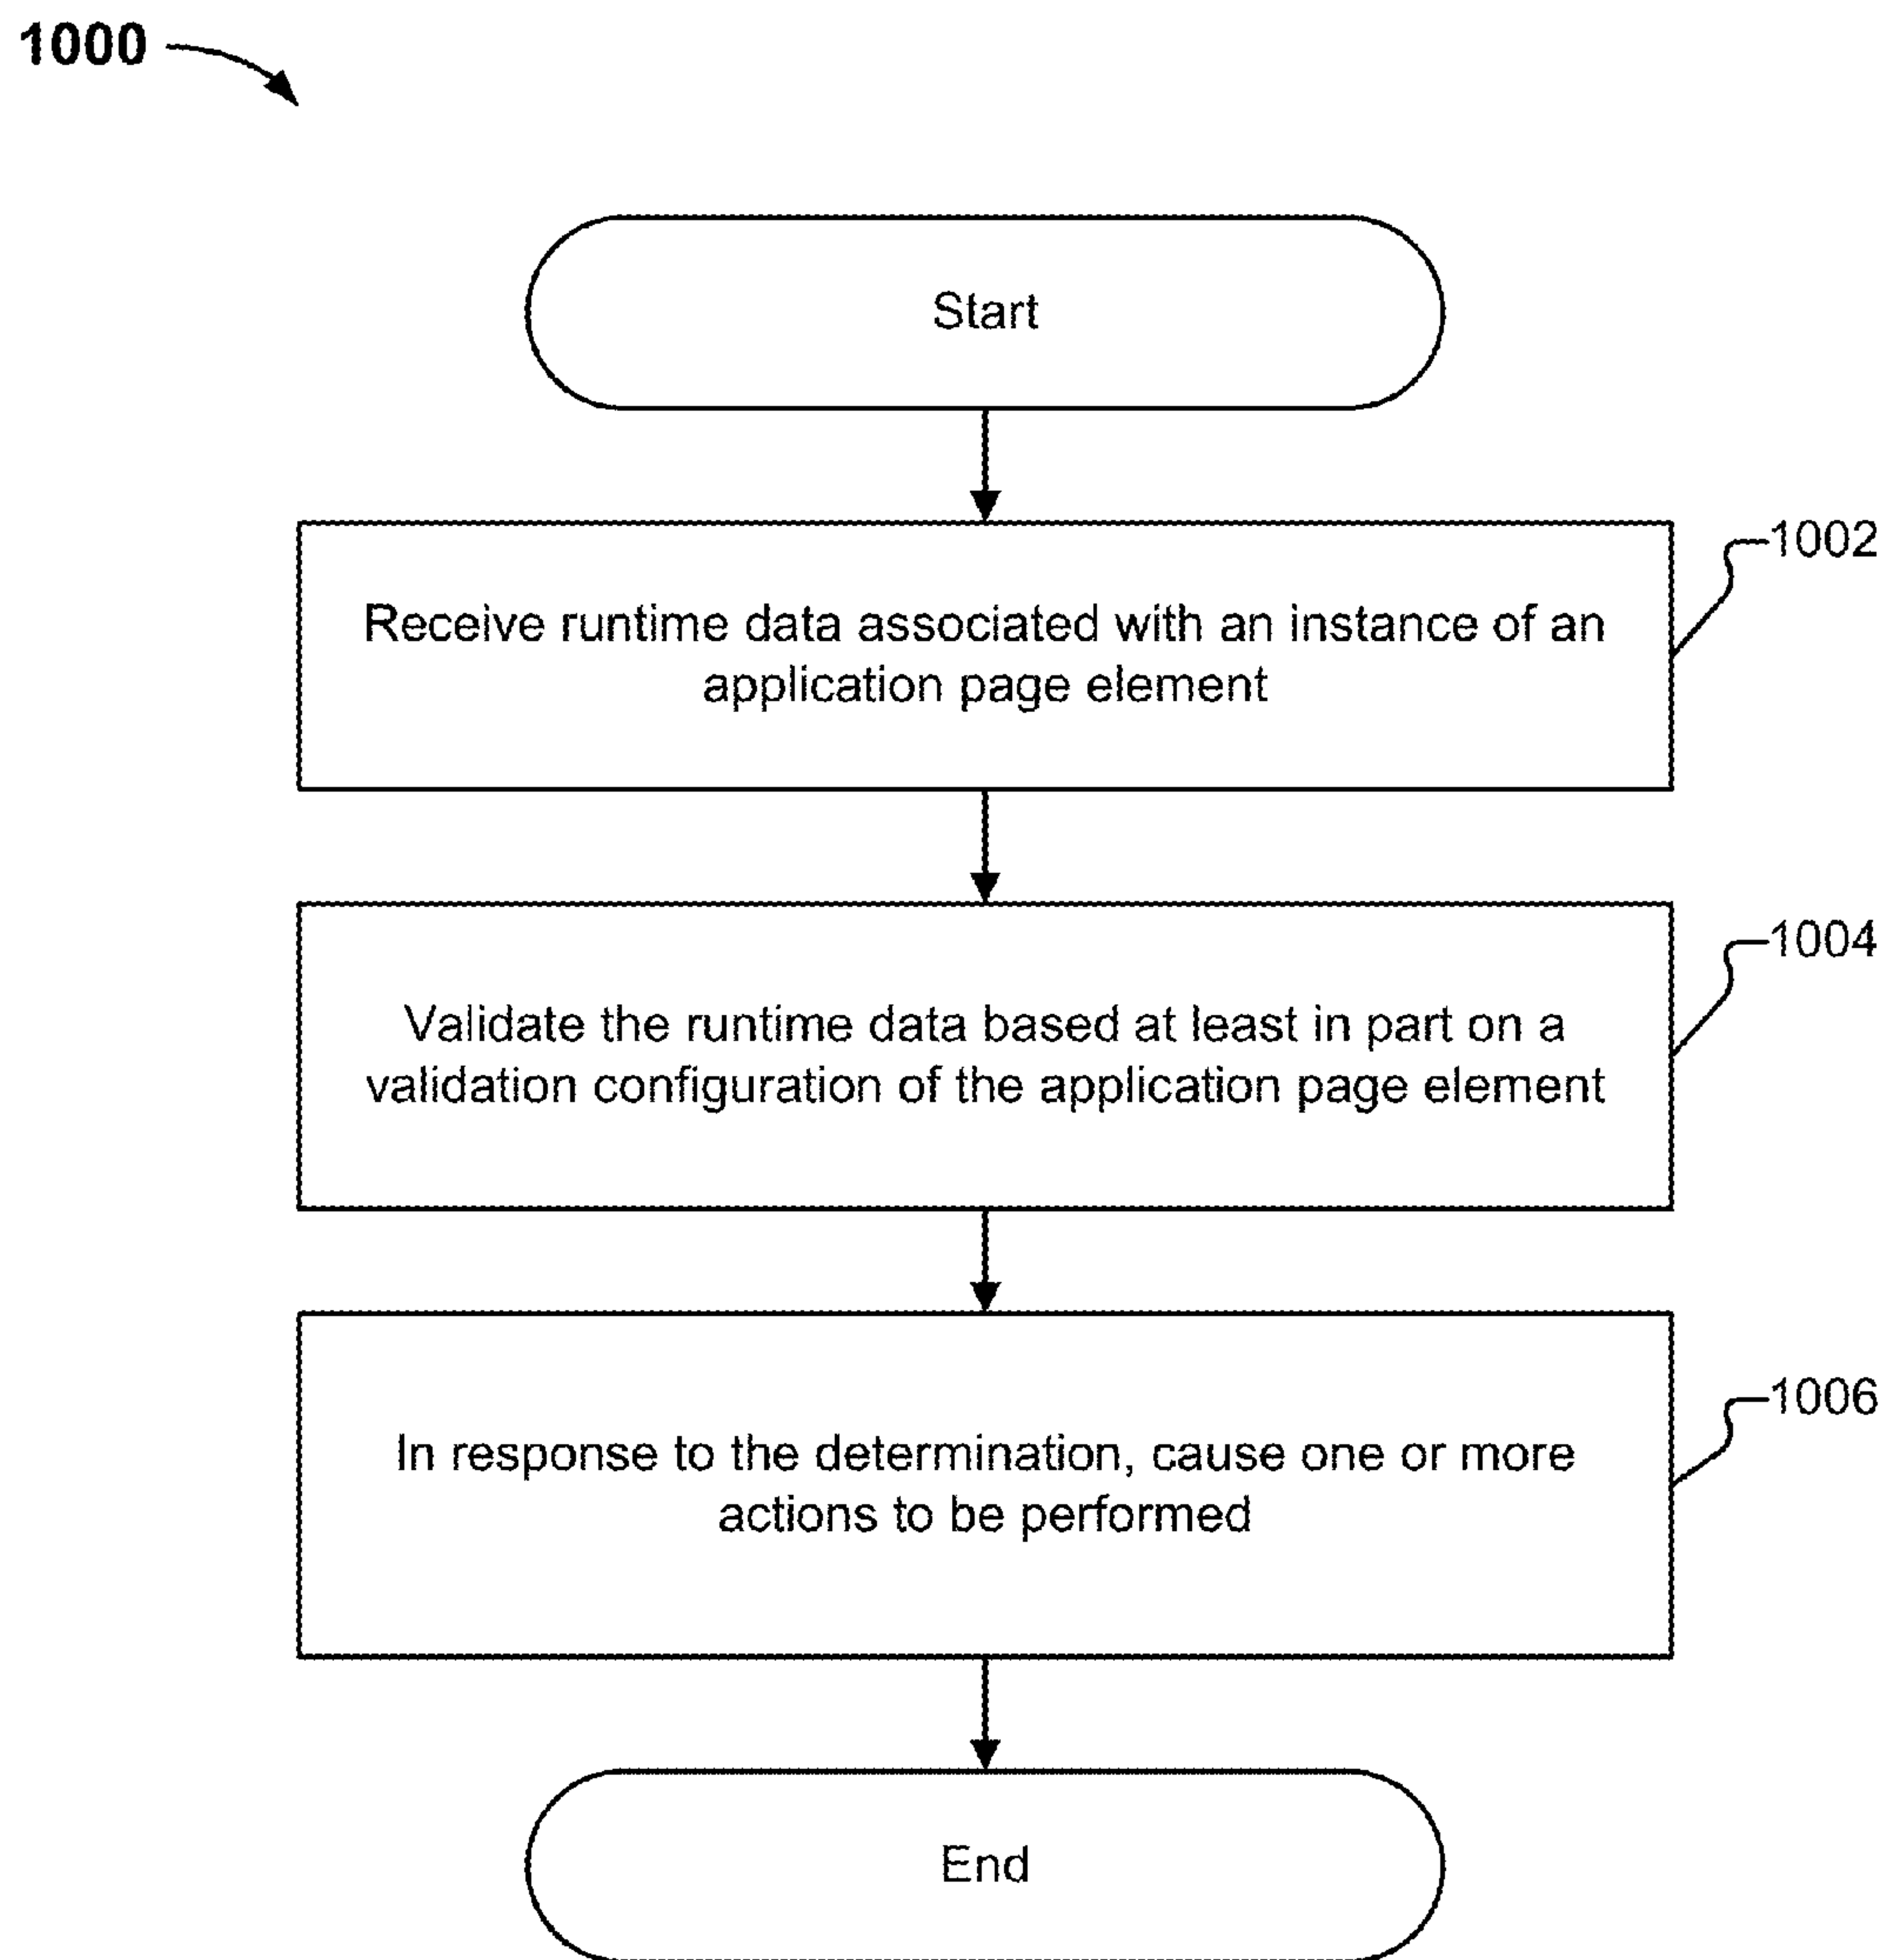 1000
Start
1002
Receive runtime data associated with an instance of an
application page element
1004
Validate the runtime data based at least in part on a
validation configuration of the application page element
1006
In response to the determination, cause one or more
actions to be performed
End